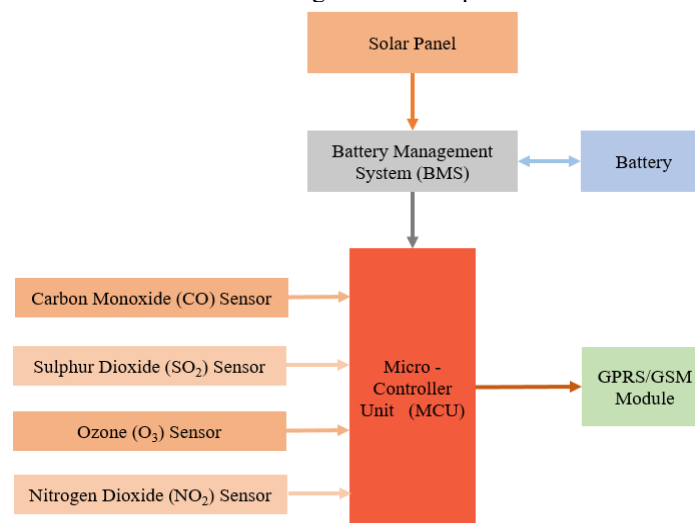 Solar Panel
Battery Management
System (BMS)
Battery
Carbon Monoxide (CO) Sensor
Sulphur Dioxide (SO₂) Sensor
Micro -
Controller
Unit (MCU)
GPRS/GSM
Module
Ozone (O₃) Sensor
Nitrogen Dioxide (NO₂) Sensor